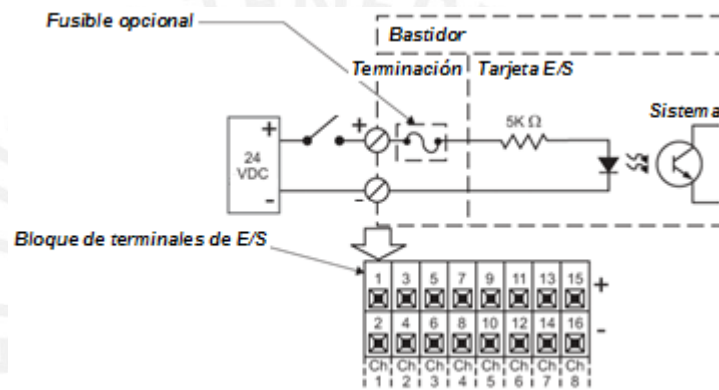 Fusible opcional
Bastidor
Terminación
Tarjeta E/S
Sistema
5K Ω
+
+
24
VDC
-
-
Bloque de terminales de E/S
1 3 5 7 9 11 13 15 +
2 4 6 8 10 12 14 16 -
Ch Ch Ch Ch Ch Ch Ch Ch
1 2 3 4 5 6 7 8